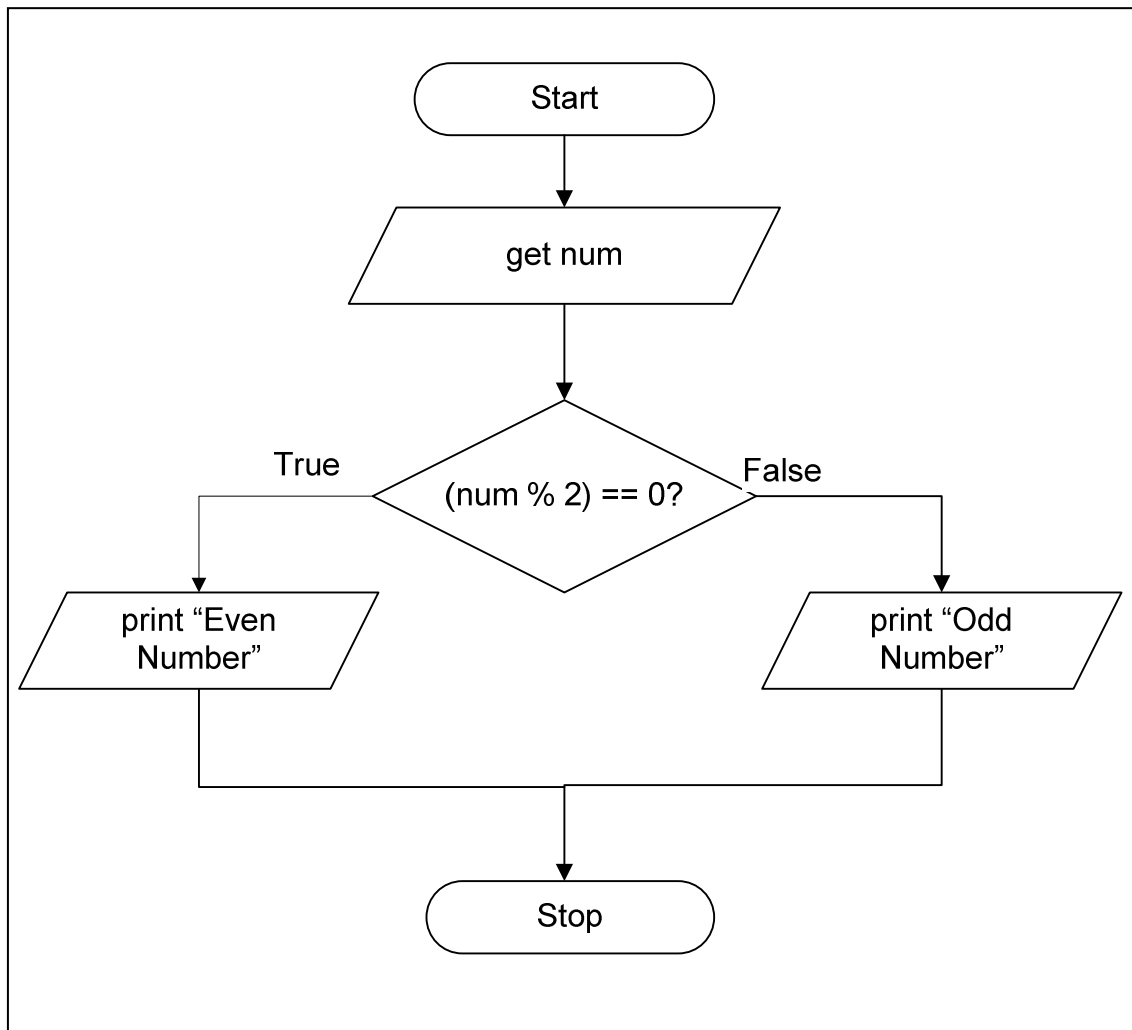 Start
get num
True
(num % 2) == 0?
False
print “Even
Number”
print “Odd
Number”
Stop